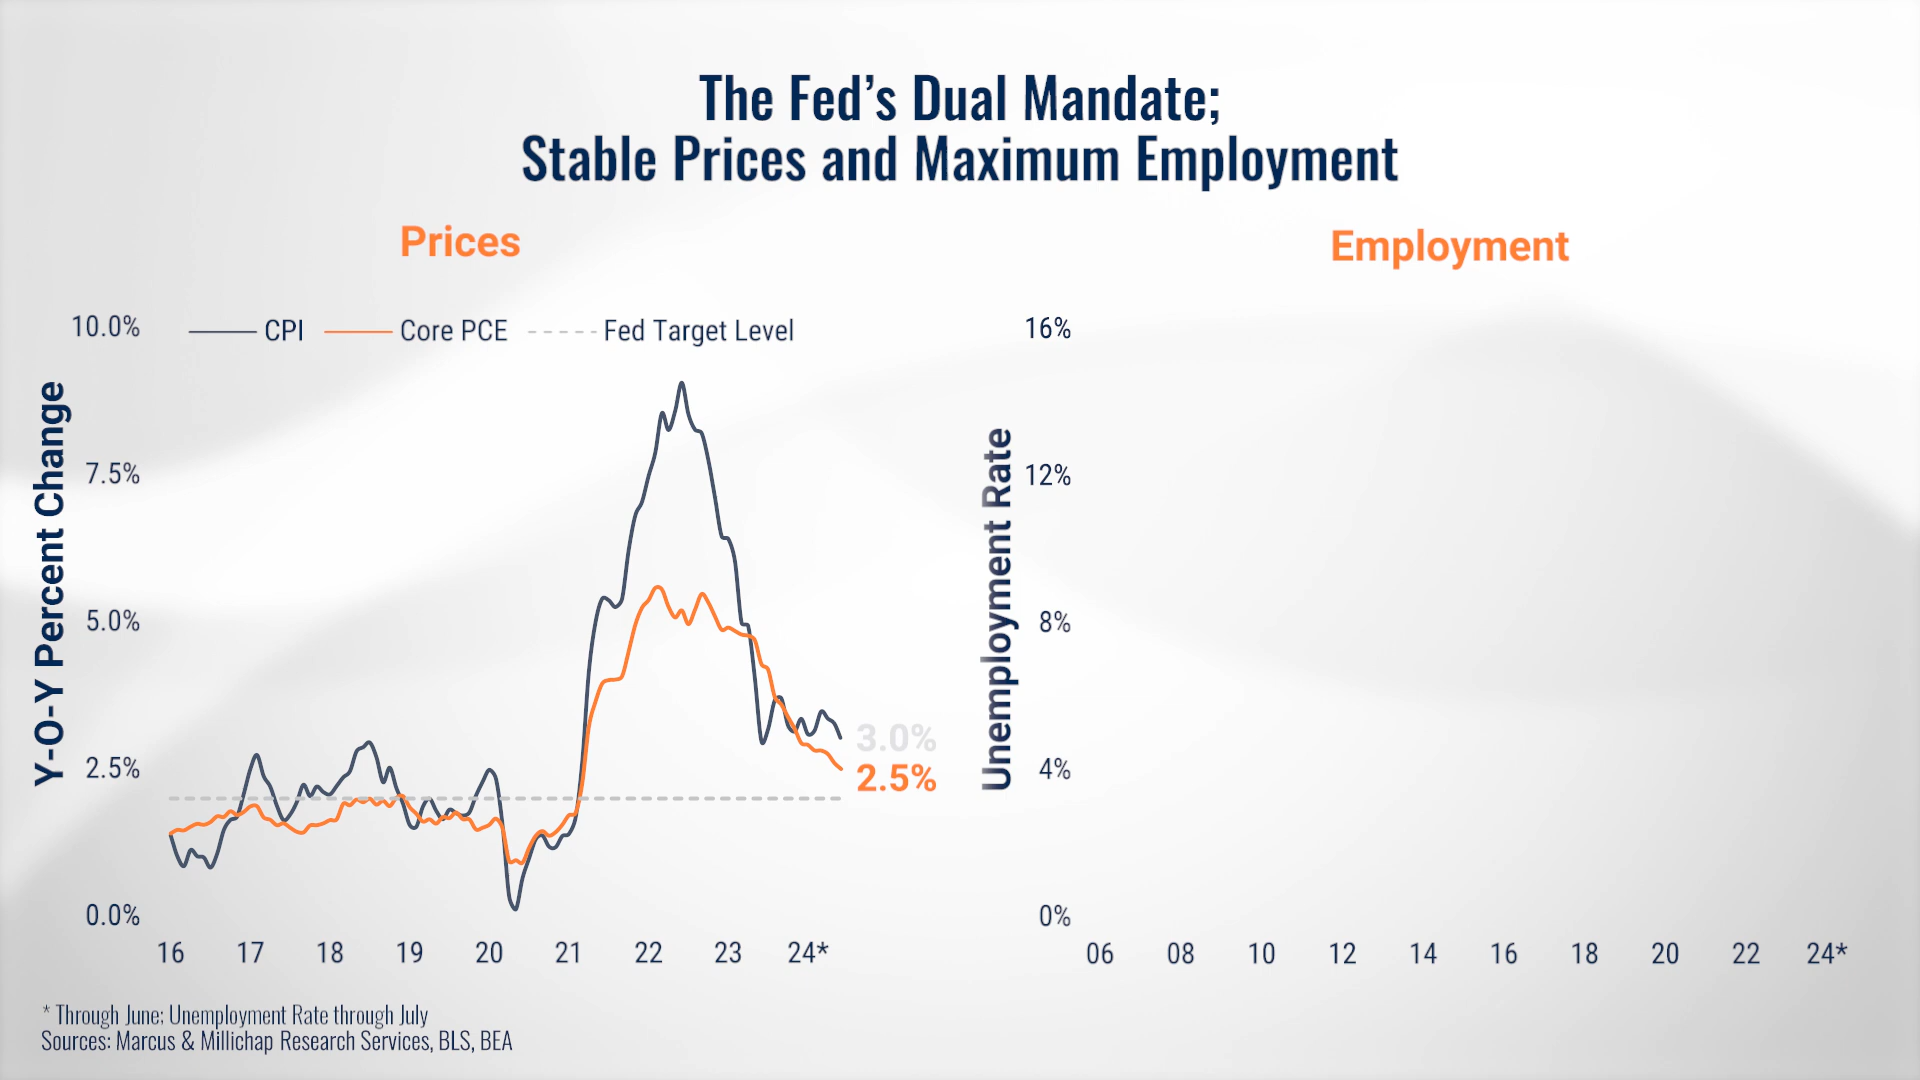 The Fed’s Dual Mandate;
Stable Prices and Maximum Employment
Prices
10.0%
CPI
Core PCE
Fed Target Level
Y-O-Y Percent Change
7.5%
5.0%
2.5%
0.0%
3.0%
2.5%
16 17 18 19 20 21 22 23 24*
Employment
Unemployment Rate
16%
12%
8%
4%
0%
06 08 10 12 14 16 18 20 22 24*
* Through June; Unemployment Rate through July
Sources: Marcus & Millichap Research Services, BLS, BEA